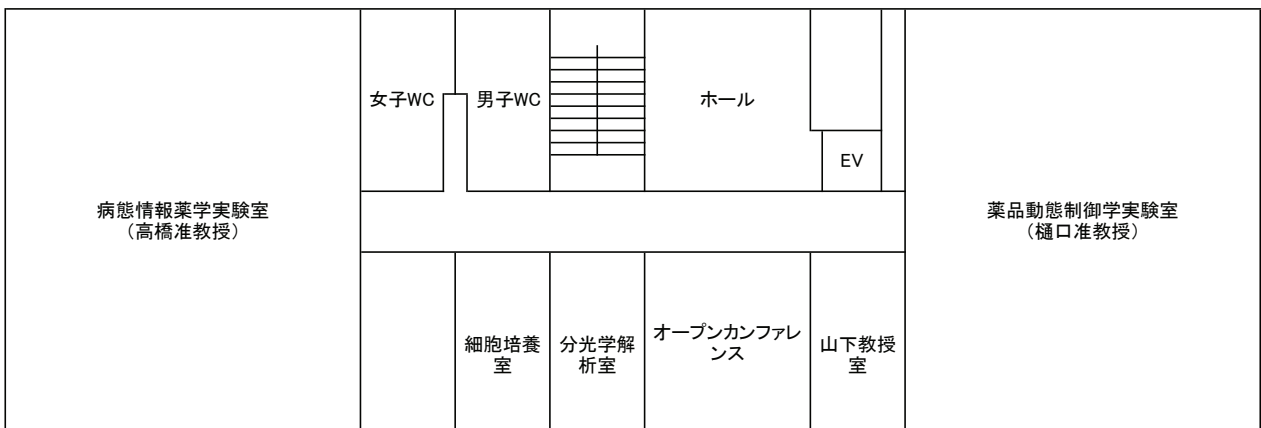 女子WC
男子WC
ホール
EV
病態情報薬学実験室
（高橋准教授）
薬品動態制御学実験室
（樋口准教授）
細胞培養
室
分光学解
析室
オープンカンファレ
ンス
山下教授
室